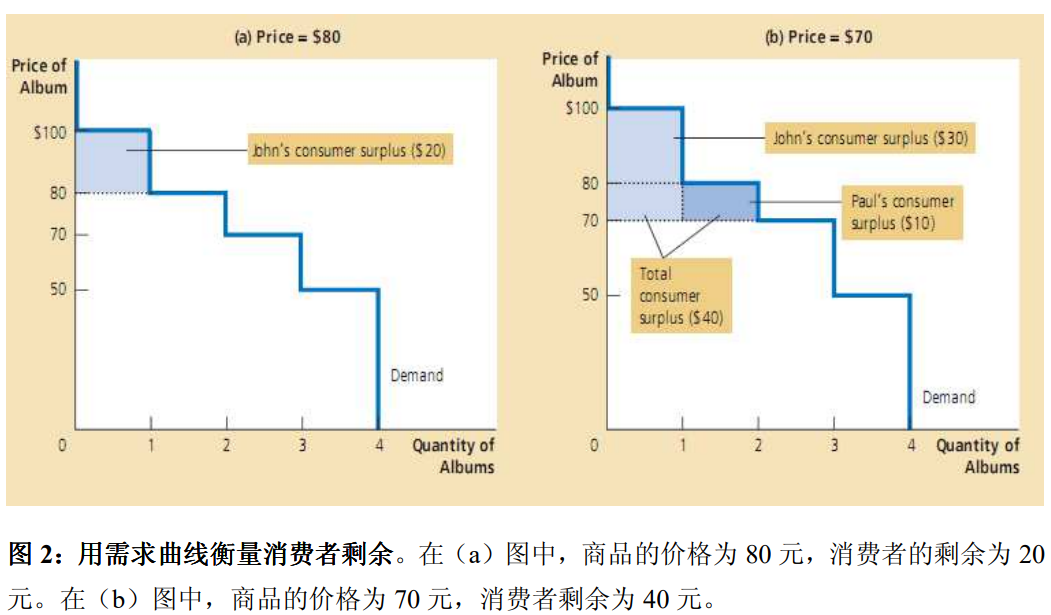 (a) Price = $80
Price of
Album
$100
80
70
50
0
1
2
3
4
John's consumer surplus ($20)
Demand
Quantity of
Albums
(b) Price = $70
Price of
Album
$100
80
70
50
0
1
2
3
4
John's consumer surplus ($30)
Paul's consumer
surplus ($10)
Total
consumer
surplus ($40)
Demand
Quantity of
Albums
图 2：用需求曲线衡量消费者剩余。在（a）图中，商品的价格为 80 元，消费者的剩余为 20
元。在（b）图中，商品的价格为 70 元，消费者剩余为 40 元。